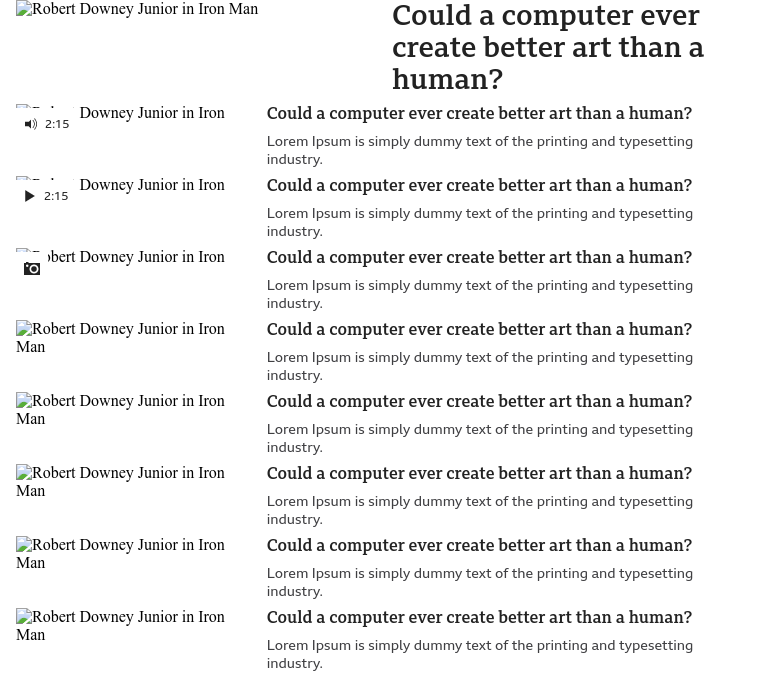 Robert Downey Junior in Iron Man
Could a computer ever
create better art than a
human?
Downey Junior in Iron
2:15
Could a computer ever create better art than a human?
Lorem Ipsum is simply dummy text of the printing and typesetting
industry.
Downey Junior in Iron
2:15
Could a computer ever create better art than a human?
Lorem Ipsum is simply dummy text of the printing and typesetting
industry.
Downey Junior in Iron
Could a computer ever create better art than a human?
Lorem Ipsum is simply dummy text of the printing and typesetting
industry.
Robert Downey Junior in Iron
Man
Could a computer ever create better art than a human?
Lorem Ipsum is simply dummy text of the printing and typesetting
industry.
Robert Downey Junior in Iron
Man
Could a computer ever create better art than a human?
Lorem Ipsum is simply dummy text of the printing and typesetting
industry.
Robert Downey Junior in Iron
Man
Could a computer ever create better art than a human?
Lorem Ipsum is simply dummy text of the printing and typesetting
industry.
Robert Downey Junior in Iron
Man
Could a computer ever create better art than a human?
Lorem Ipsum is simply dummy text of the printing and typesetting
industry.
Robert Downey Junior in Iron
Man
Could a computer ever create better art than a human?
Lorem Ipsum is simply dummy text of the printing and typesetting
industry.